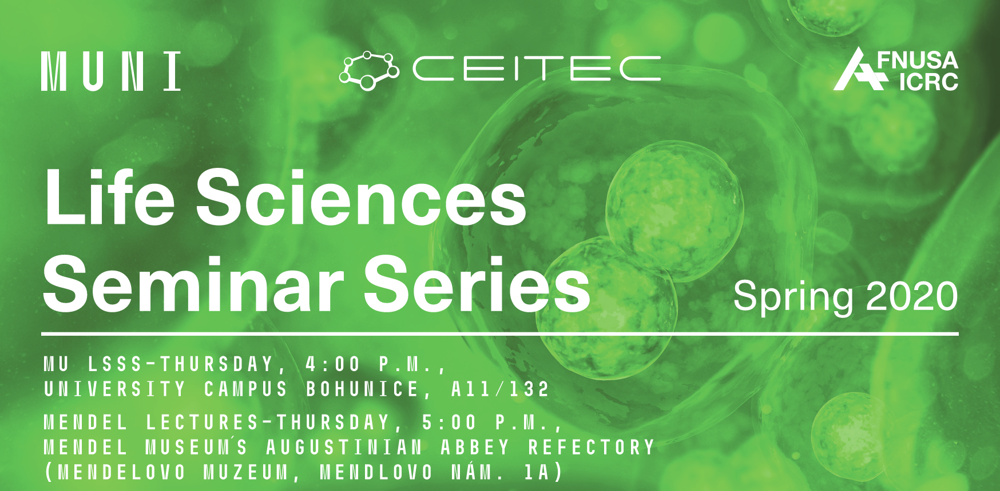 MUNI
CEITEC
FNUSA
ICRC
Life Sciences
Seminar Series
Spring 2020
MU LSSS-THURSDAY, 4:00 P.M.,
UNIVERSITY CAMPUS BOHUNICE, A11/132
MENDEL LECTURES-THURSDAY, 5:00 P.M.,
MENDEL MUSEUM´S AUGUSTINIAN ABBEY REFECTORY
(MENDELOVO MUZEUM, MENDLOVO NÁM. 1A)